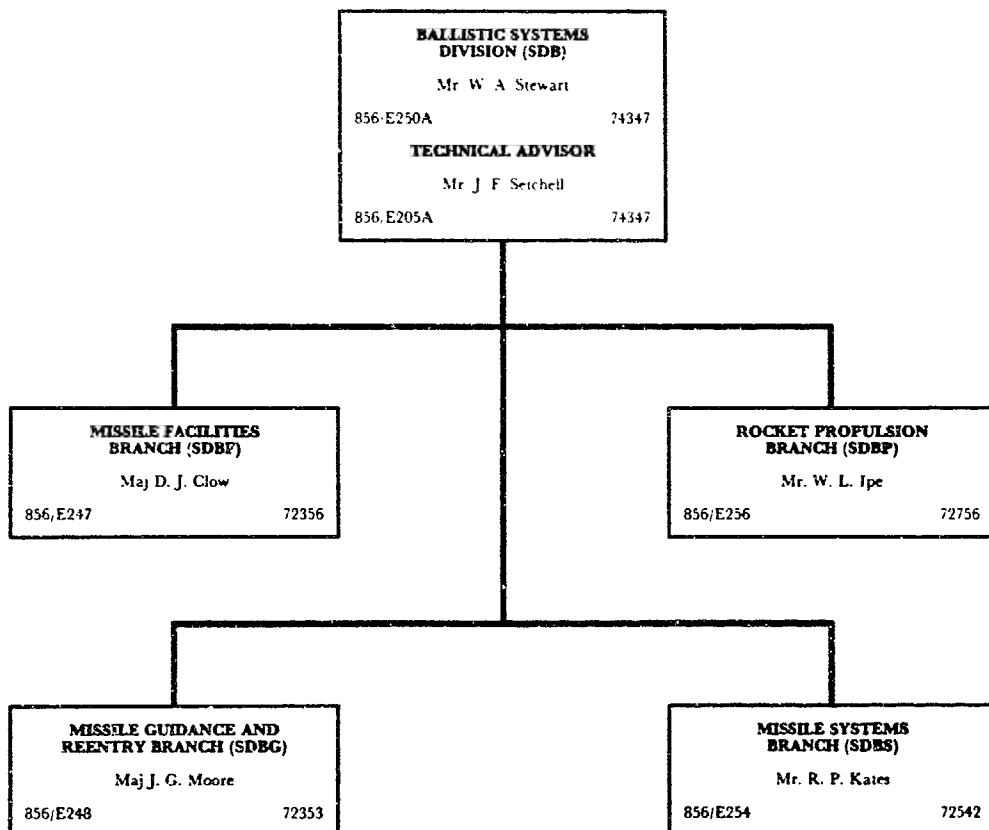 BALLISTIC SYSTEMS
DIVISION (SDB)
Mr. W. A. Stewart
856/E250A 74347
TECHNICAL ADVISOR
Mr. J. F. Setchell
856/E205A 74347
MISSILE FACILITIES
BRANCH (SDBF)
Maj D. J. Clow
856/E247 72356
ROCKET PROPULSION
BRANCH (SDBP)
Mr. W. L. Ipe
856/E256 72756
MISSILE GUIDANCE AND
REENTRY BRANCH (SDBG)
Maj J. G. Moore
856/E248 72353
MISSILE SYSTEMS
BRANCH (SDBS)
Mr. R. P. Kates
856/E254 72542